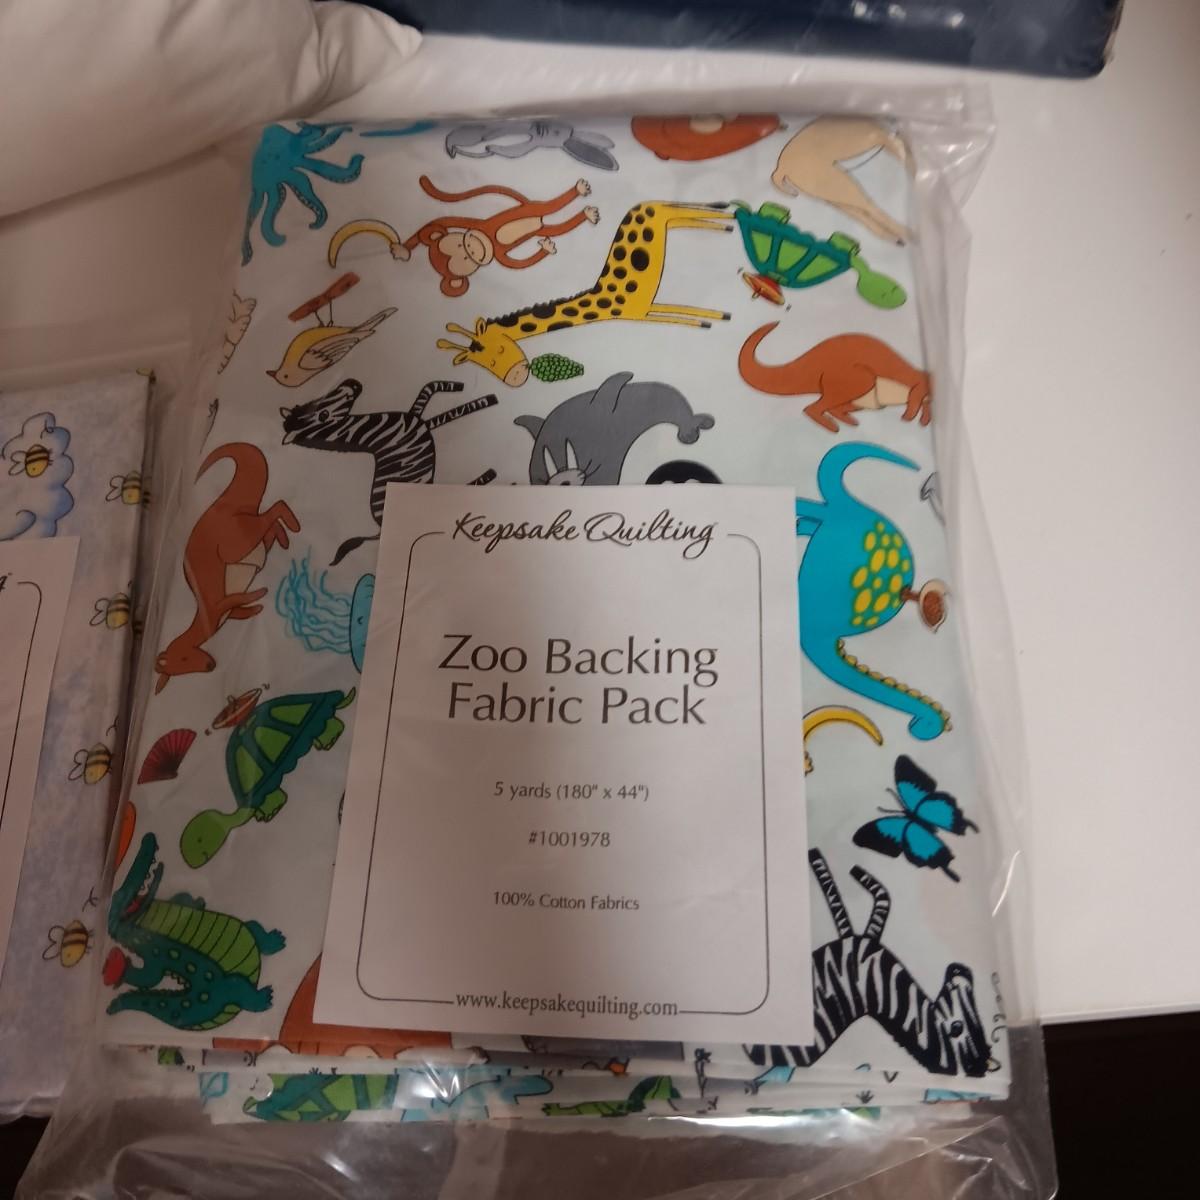 Keepsake Quilting
Zoo Backing
Fabric Pack
5 yards (180" x 44")
#1001978
100% Cotton Fabrics
www.keepsakequilting.com